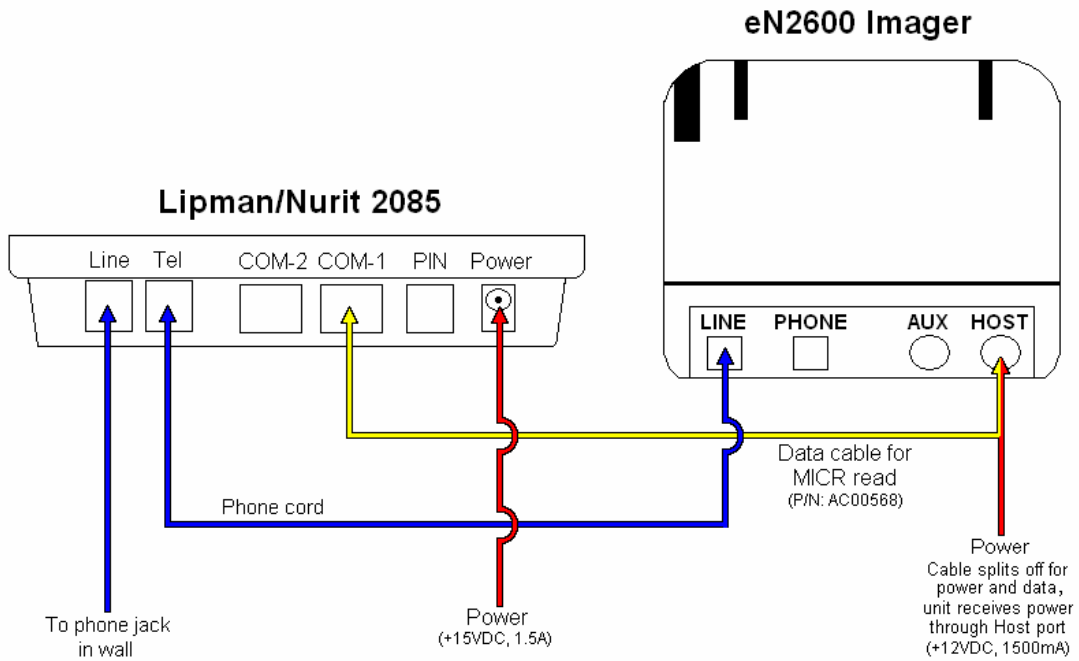 eN2600 Imager
Lipman/Nurit 2085
Line Tel COM-2 COM-1 PIN Power
LINE PHONE AUX HOST
Data cable for
MICR read
(P/N: AC00568)
Phone cord
To phone jack
in wall
Power
(+15VDC, 1.5A)
Power
Cable splits off for
power and data,
unit receives power
through Host port
(+12VDC, 1500mA)